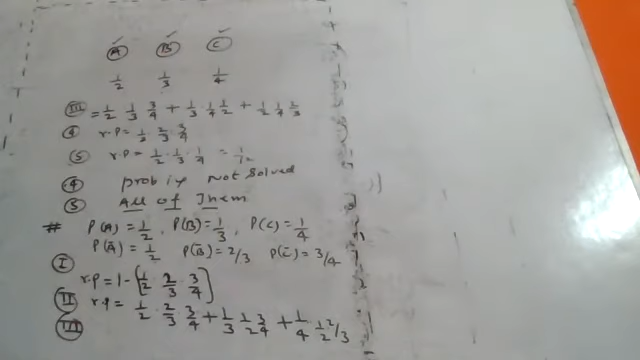 ✓ ✓ ✓
Ⓐ Ⓑ Ⓒ
1/2 1/3 1/4
III = 1/2 1/3 3/4 + 1/3 1/4 1/2 + 1/2 1/4 2/3
④ r.P = 1/2 2/3 3/4
⑤ r.P = 1/2 · 1/3 · 1/4 =
④ prob is Not Solved
⑤ All of Them
# P(A) = 1/2, P(B) = 1/3, P(C) = 1/4
P(Ā) = 1/2 P(B̄) = 2/3 P(C̄) = 3/4
I
r.P = 1 - [1/2 2/3 3/4]
II r.P = 1/2 · 2/3 3/4 + 1/3 1/2 3/4 + 1/4 1/2 2/3
III